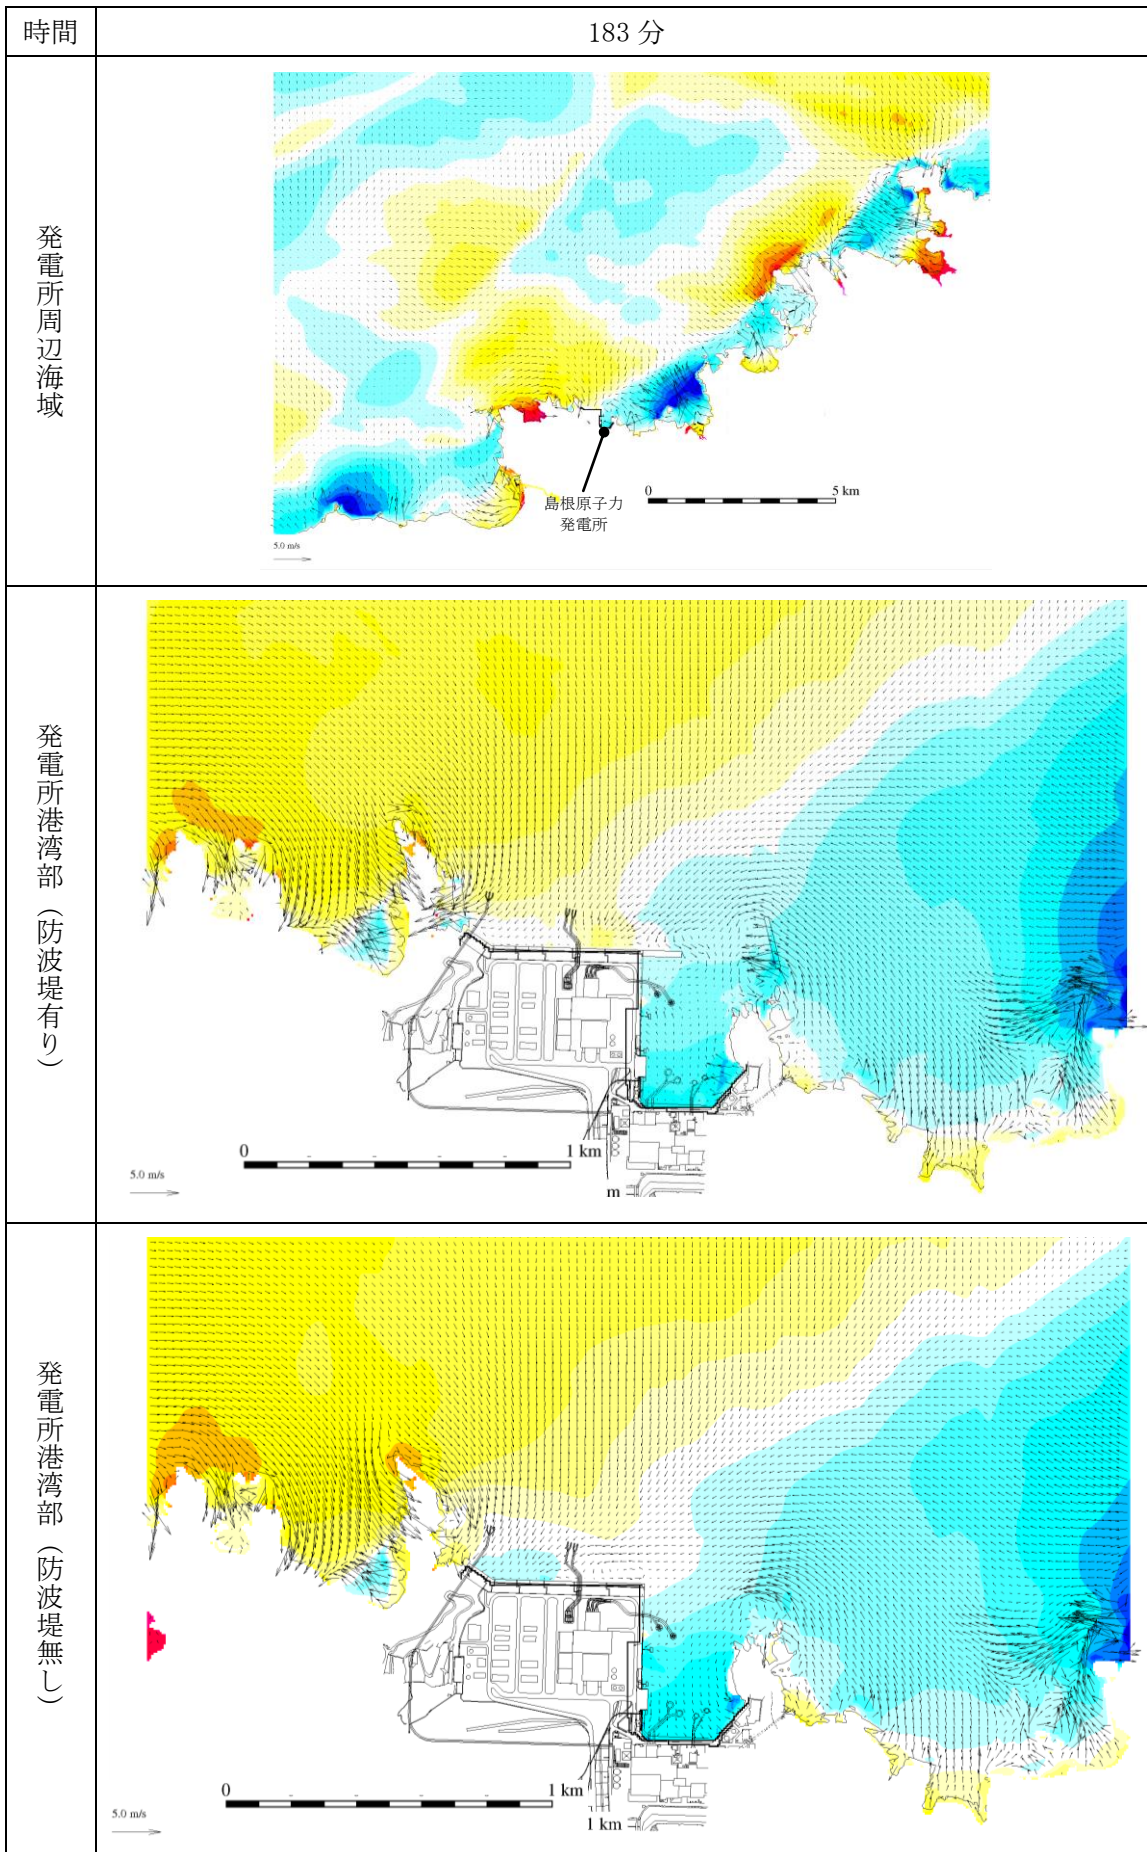 時間
183 分
発電所周辺海域
島根原子力
発電所
0
5 km
5.0 m/s
発電所港湾部（防波堤有り）
0
1 km
5.0 m/s
m
発電所港湾部（防波堤無し）
0
1 km
5.0 m/s
1 km